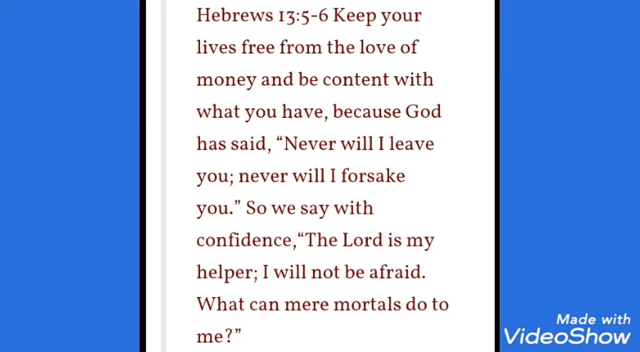 Hebrews 13:5-6 Keep your
lives free from the love of
money and be content with
what you have, because God
has said, “Never will I leave
you; never will I forsake
you.” So we say with
confidence,“The Lord is my
helper; I will not be afraid.
What can mere mortals do to
me?”
Made with
VideoShow